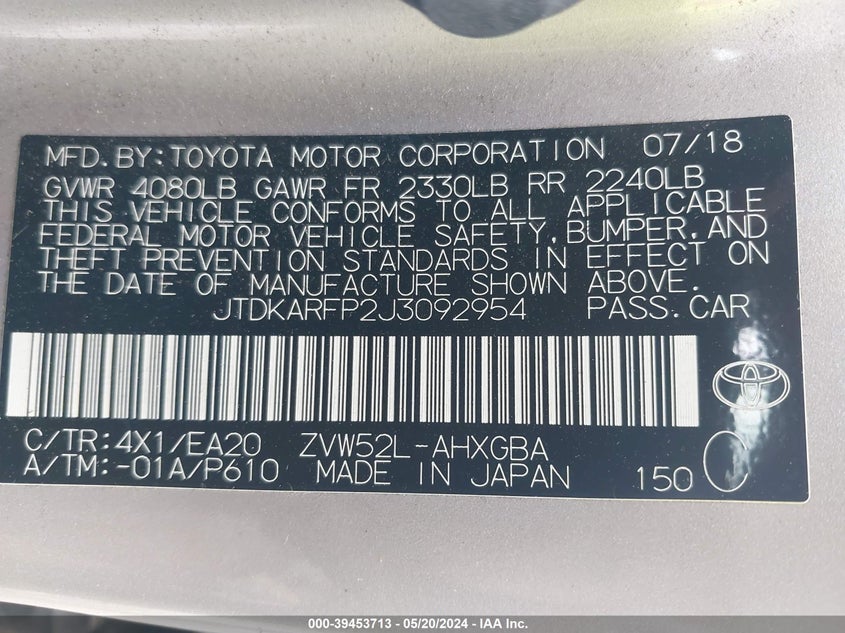 MFD.BY:TOYOTA MOTOR CORPORATION 07/18
GVWR 4080LB GAWR FR 2330LB RR 2240LB
THIS VEHICLE CONFORMS TO ALL APPLICABLE
FEDERAL MOTOR VEHICLE SAFETY, BUMPER, AND
THEFT PREVENTION STANDARDS IN EFFECT ON
THE DATE OF MANUFACTURE SHOWN ABOVE.
JTDKARFP2J3092954 PASS.CAR
C/TR:4X1/EA20 ZVW52L-AHXGBA
A/TM:-01A/P610 MADE IN JAPAN 150
000-39453713 - 05/20/2024 - IAA Inc.